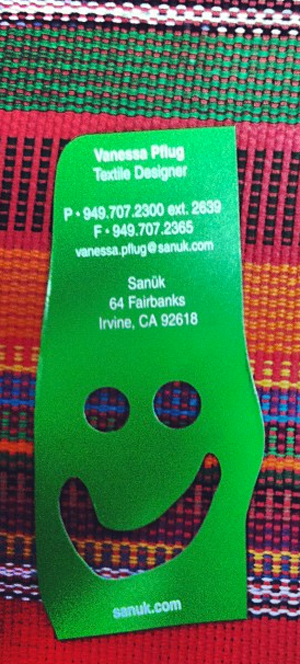 Vanessa Pflug
Textile Designer
P • 949.707.2300 ext. 2639
F • 949.707.2365
vanessa.pflug@sanuk.com
Sanük
64 Fairbanks
Irvine, CA 92618
sanuk.com